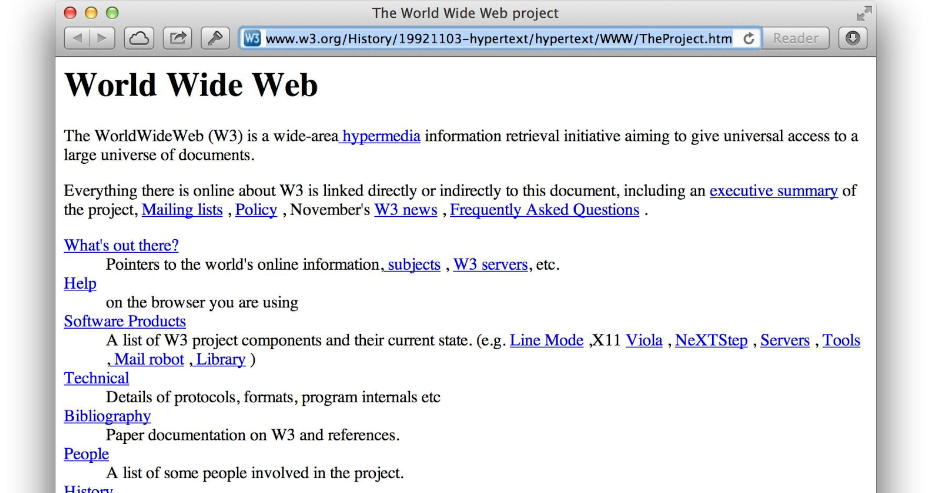 The World Wide Web project
W3 www.w3.org/History/19921103-hypertext/hypertext/WWW/TheProject.htm Reader
World Wide Web
The WorldWideWeb (W3) is a wide-area hypermedia information retrieval initiative aiming to give universal access to a
large universe of documents.
Everything there is online about W3 is linked directly or indirectly to this document, including an executive summary of
the project, Mailing lists , Policy , November's W3 news , Frequently Asked Questions .
What's out there?
Pointers to the world's online information, subjects , W3 servers, etc.
Help
on the browser you are using
Software Products
A list of W3 project components and their current state. (e.g. Line Mode ,X11 Viola , NeXTStep , Servers , Tools
, Mail robot , Library )
Technical
Details of protocols, formats, program internals etc
Bibliography
Paper documentation on W3 and references.
People
A list of some people involved in the project.
History